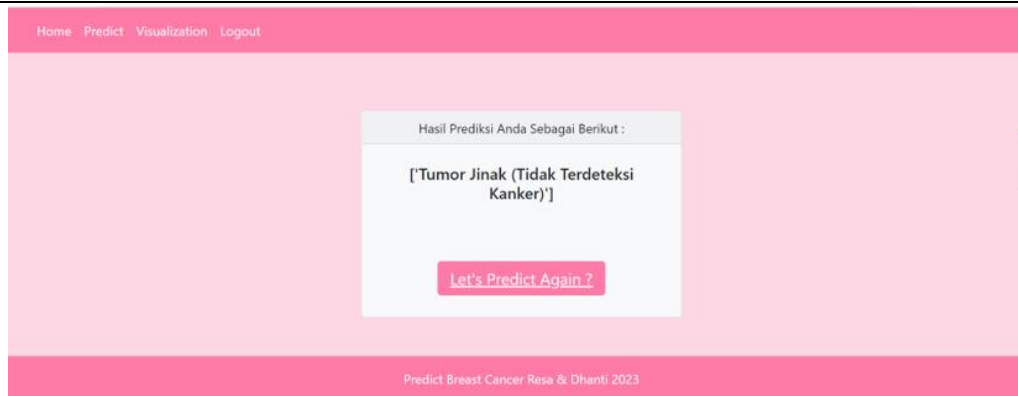 Home Predict Visualization Logout
Hasil Prediksi Anda Sebagai Berikut :
['Tumor Jinak (Tidak Terdeteksi
Kanker)']
Let's Predict Again ?
Predict Breast Cancer Resa & Dhanti 2023